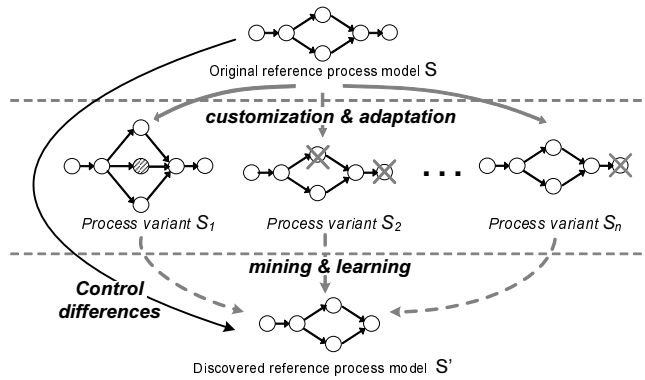 Original reference process model S
customization & adaptation
Process variant S1
Process variant S2
. . .
Process variant Sn
mining & learning
Control
differences
Discovered reference process model S'